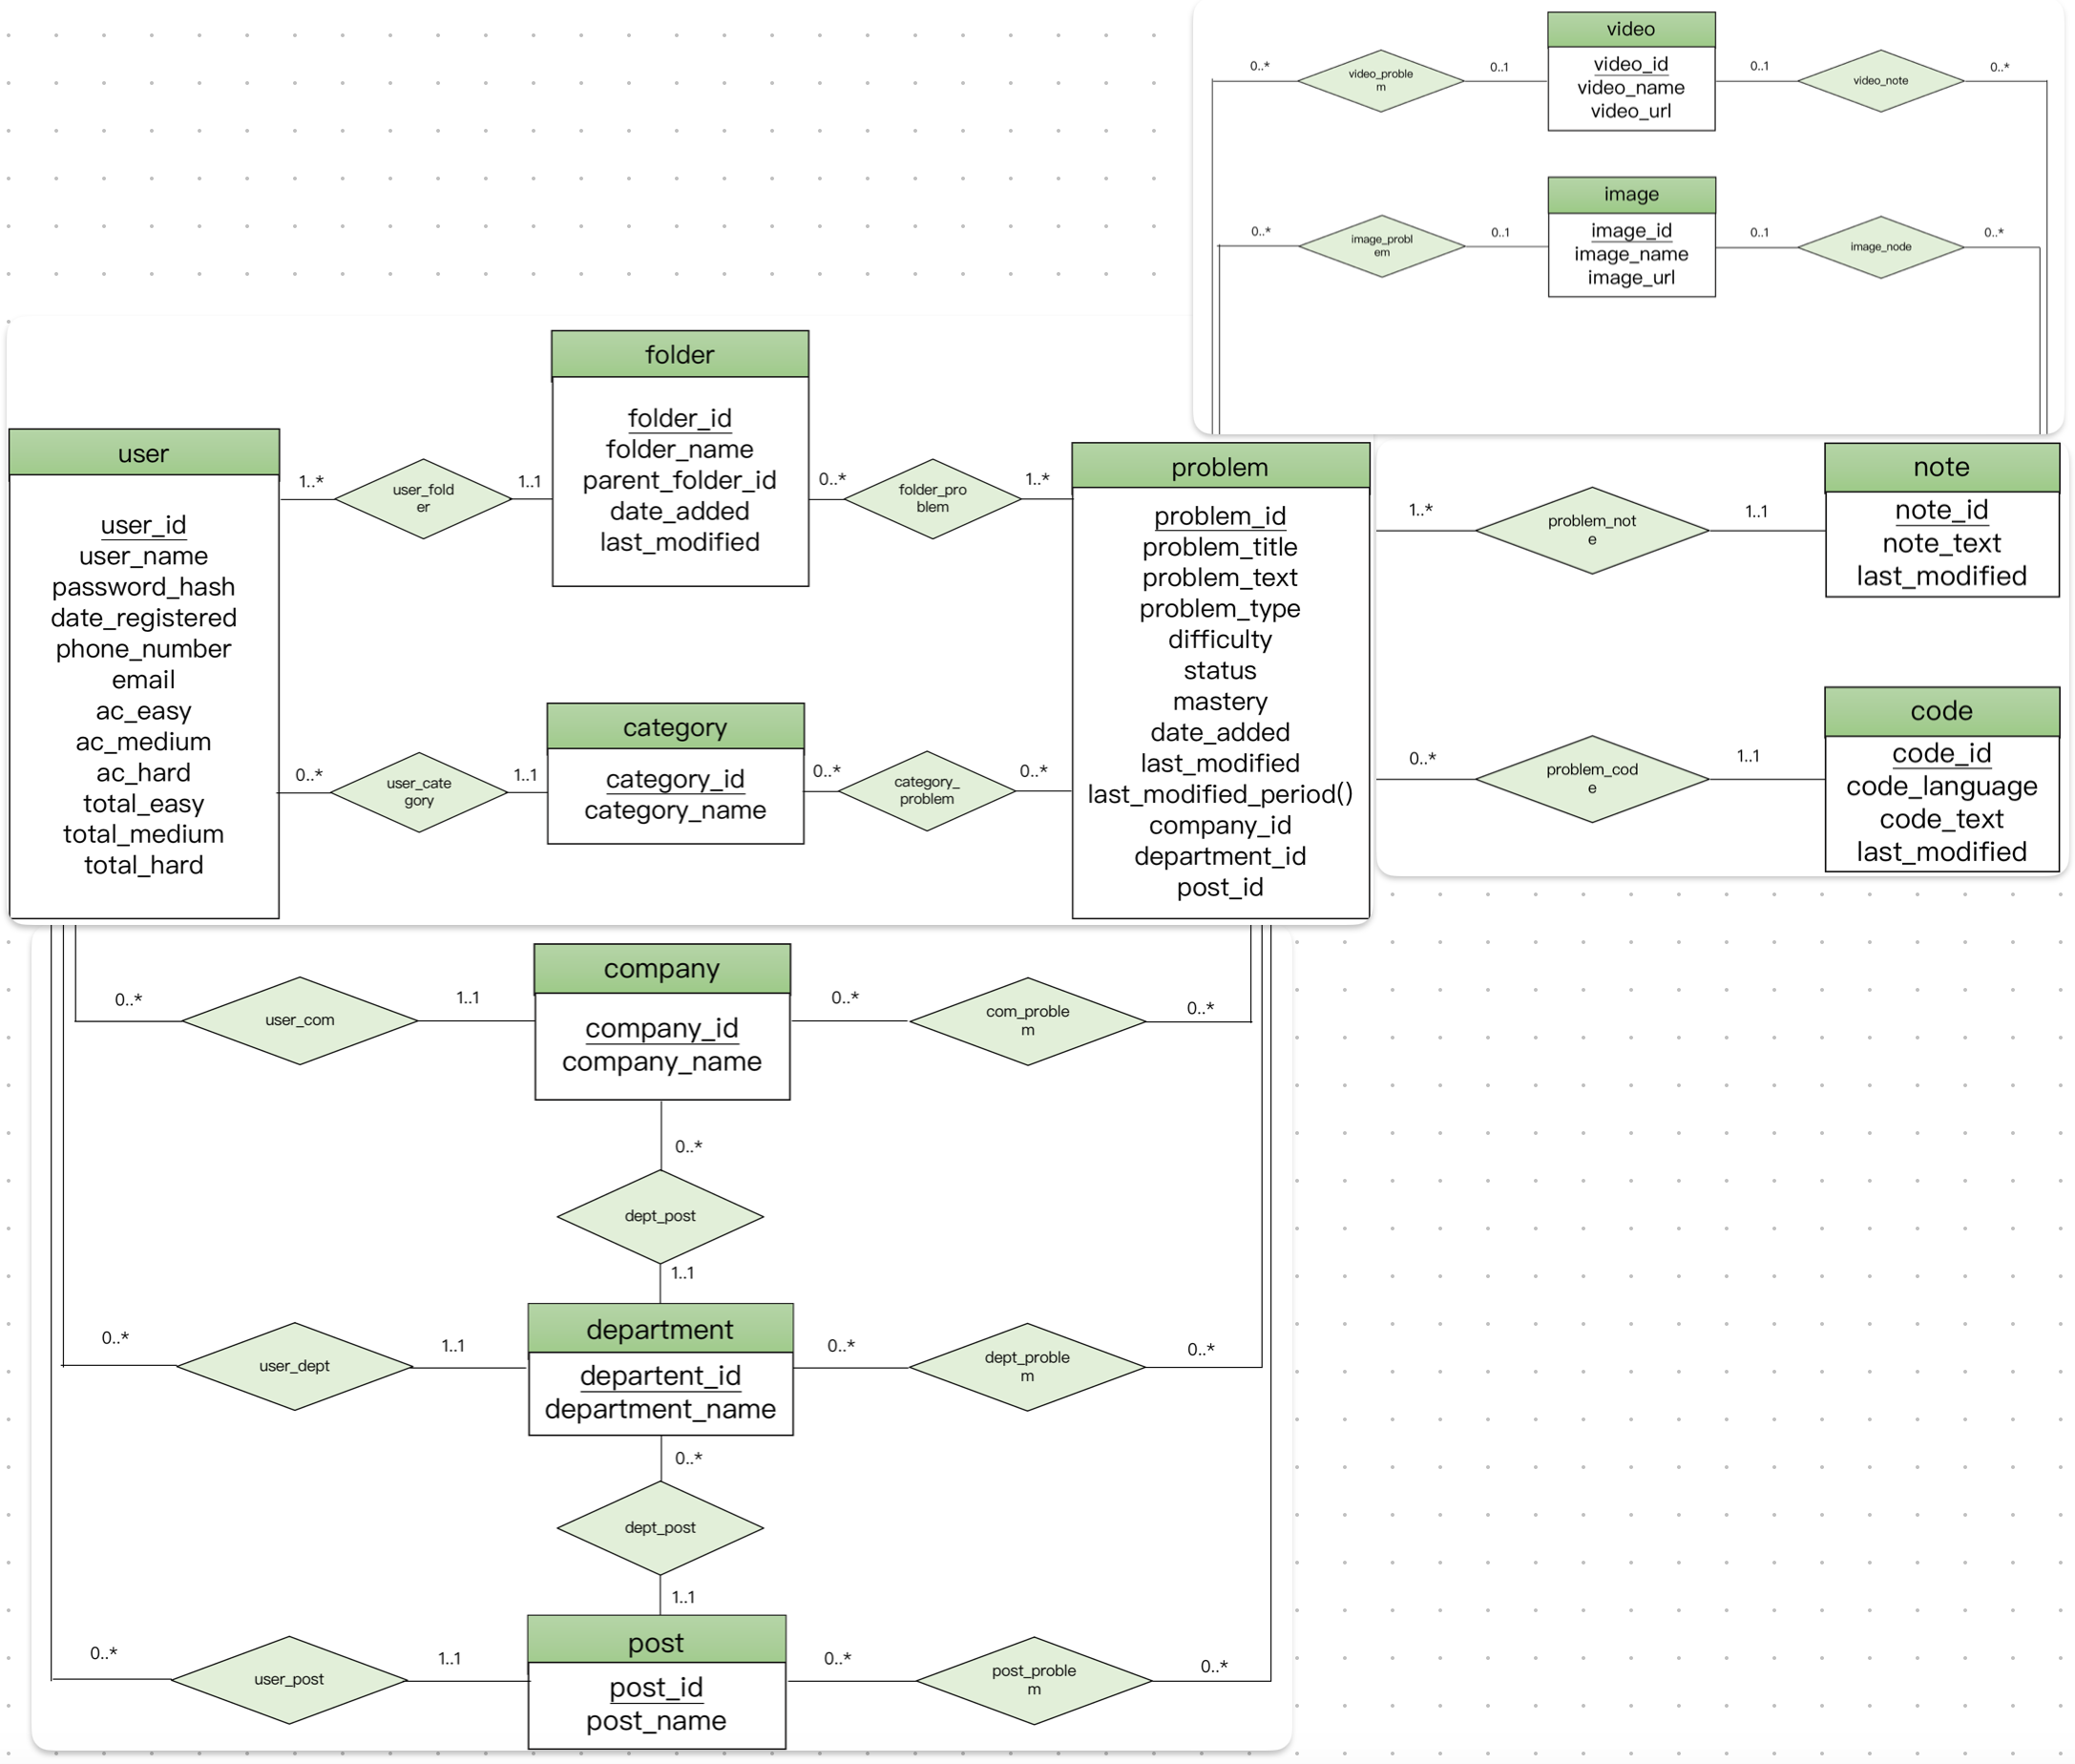 video
video_id
video_name
video_url
0..*
video_proble
m
0..1
0..1
video_note
0..*
image
image_id
image_name
image_url
0..*
image_probl
em
0..1
0..1
image_node
0..*
folder
folder_id
folder_name
parent_folder_id
date_added
last_modified
user
user_id
user_name
password_hash
date_registered
phone_number
email
ac_easy
ac_medium
ac_hard
total_easy
total_medium
total_hard
1..*
user_fold
er
1..1
0..*
folder_pro
blem
1..*
problem
problem_id
problem_title
problem_text
problem_type
difficulty
status
mastery
date_added
last_modified
last_modified_period()
company_id
department_id
post_id
1..*
problem_not
e
1..1
note
note_id
note_text
last_modified
0..*
user_cate
gory
1..1
category
category_id
category_name
0..*
category_
problem
0..*
0..*
problem_cod
e
1..1
code
code_id
code_language
code_text
last_modified
0..*
user_com
1..1
company
company_id
company_name
0..*
com_proble
m
0..*
0..*
dept_post
1..1
0..*
user_dept
1..1
department
departent_id
department_name
0..*
dept_proble
m
0..*
0..*
dept_post
1..1
0..*
user_post
1..1
post
post_id
post_name
0..*
post_proble
m
0..*